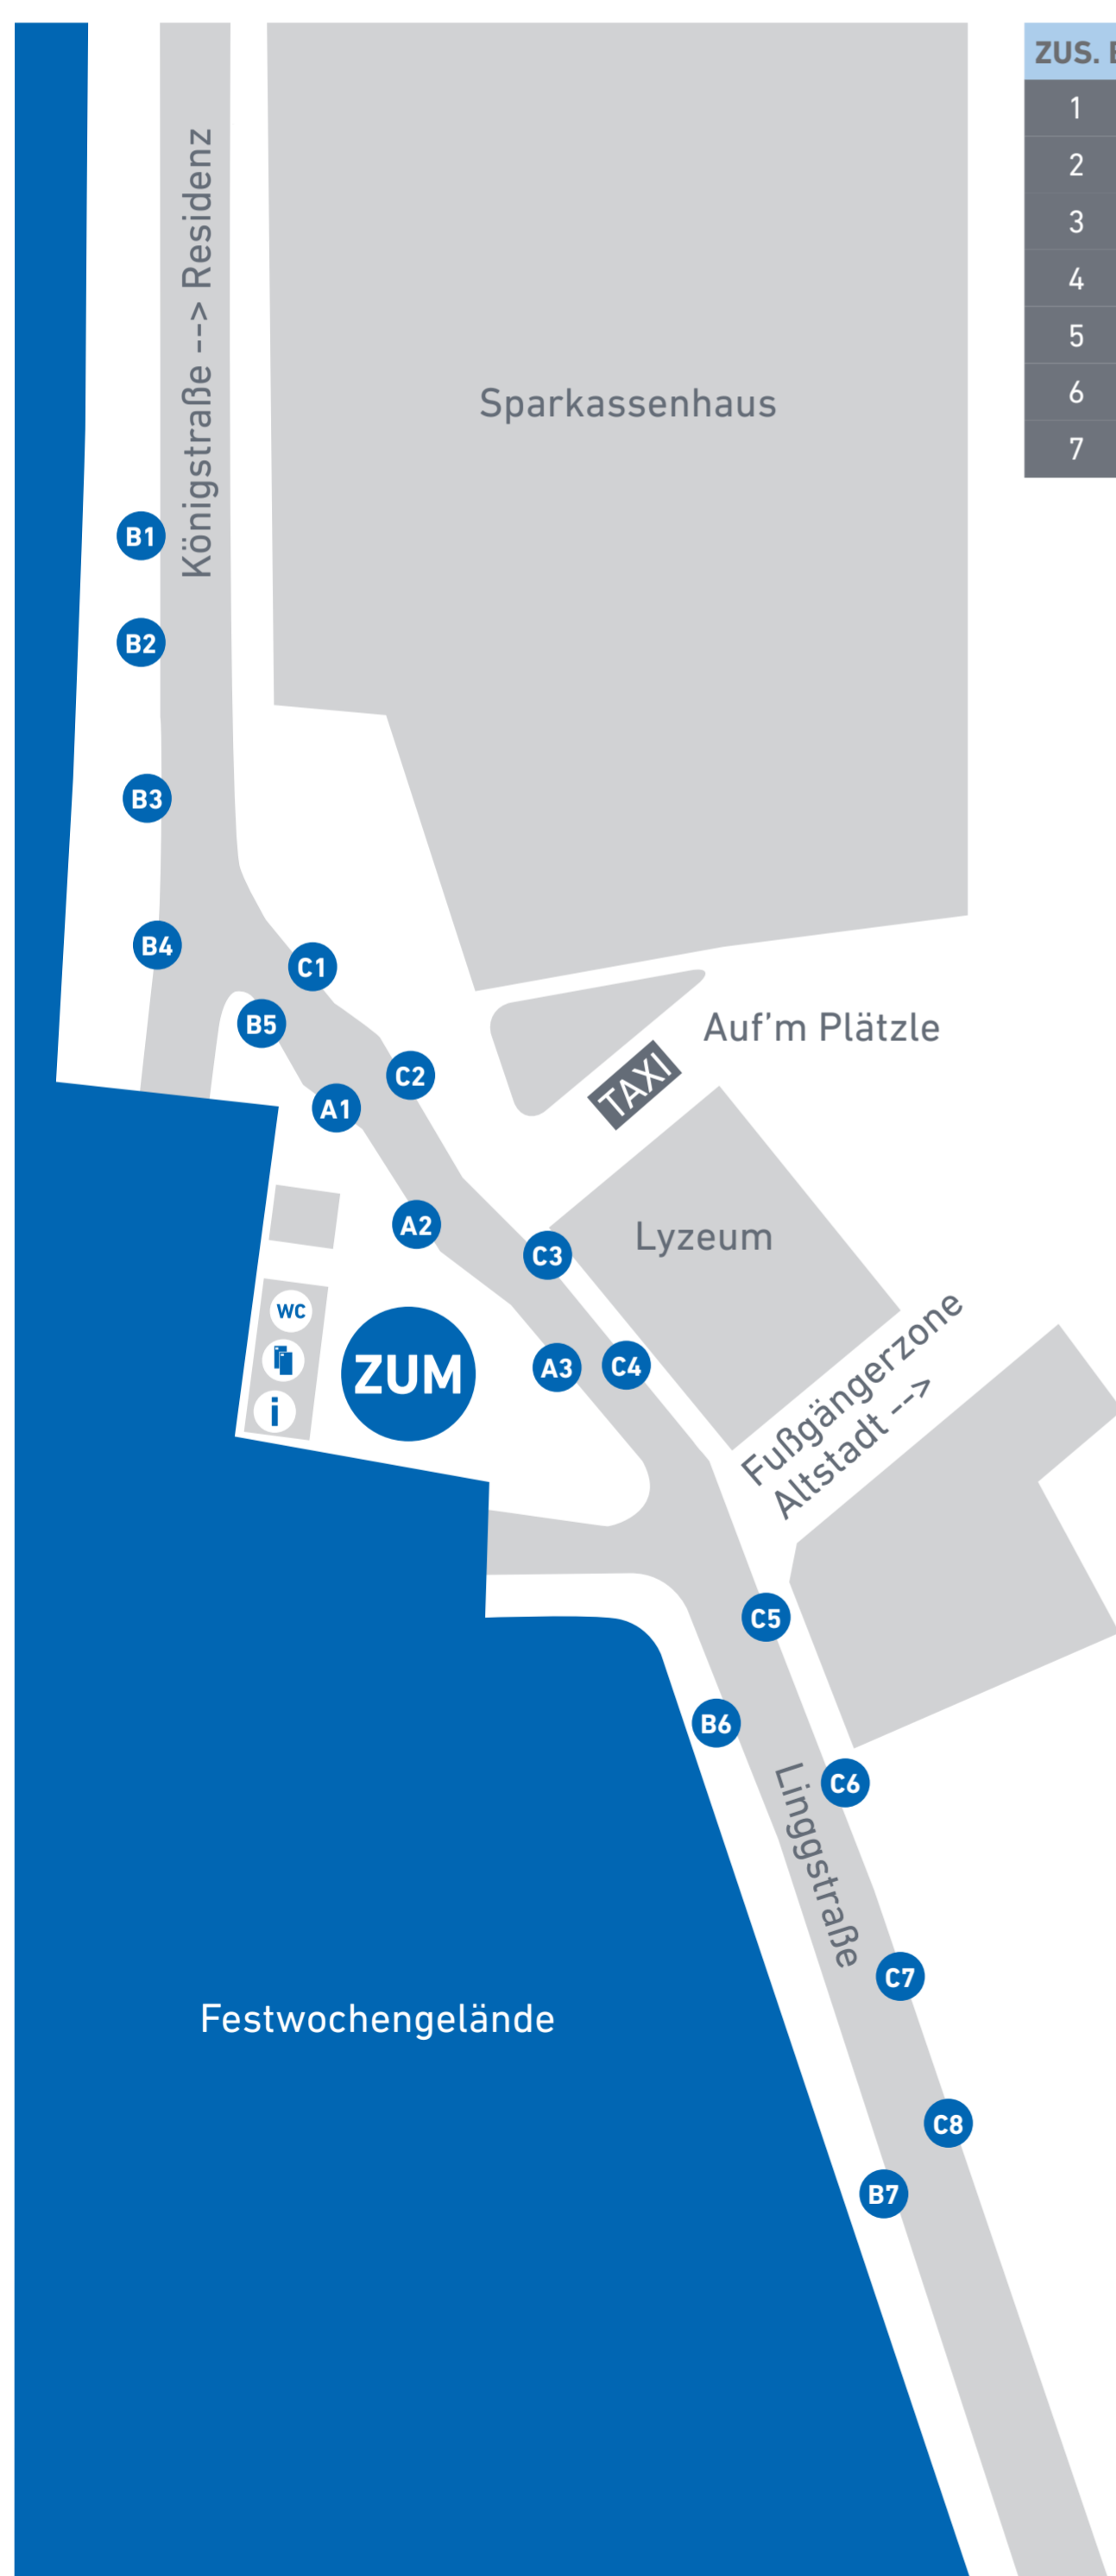 ZUS.
1
2
3
4
5
6
7
Königstraße --> Residenz
Sparkassenhaus
B1
B2
B3
B4
C1
B5
Auf'm Plätzle
C2
TAXI
A1
A2
Lyzeum
C3
WC
ZUM
A3
C4
i
Fußgängerzone
Altstadt -->
C5
B6
C6
Linggstraße
C7
Festwochengelände
C8
B7